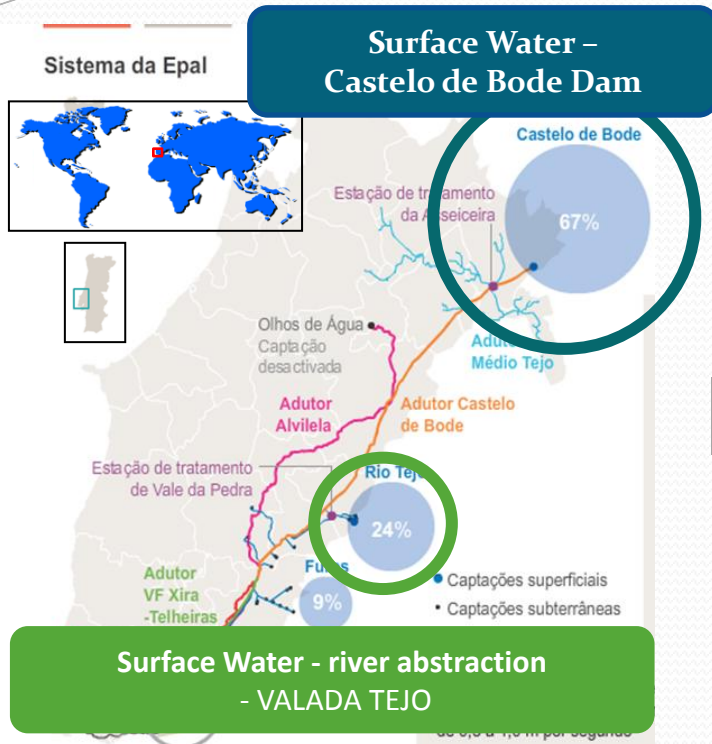 Sistema da Epal
Surface Water –
Castelo de Bode Dam
Castelo de Bode
67%
Estação de tratamento
da Asseiceira
Olhos de Água
Captação
desactivada
Médio Tejo
Adutor
Alvilela
Adutor Castelo
de Bode
Estação de tratamento
de Vale da Pedra
Rio Tejo
24%
9%
Adutor
VF Xira
-Telheiras
Captações superficiais
Captações subterrâneas
Surface Water - river abstraction
- VALADA TEJO